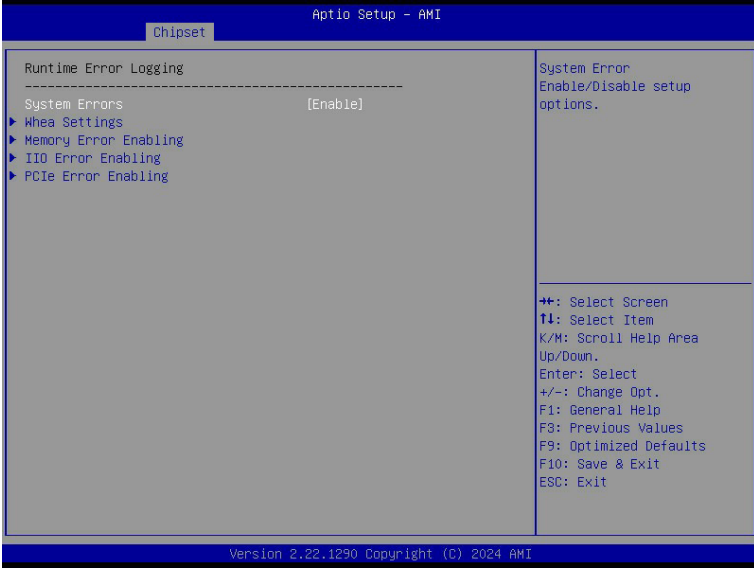 Aptio Setup – AMI
Chipset
Runtime Error Logging
--------------------------------------------------
System Errors [Enable]
Whea Settings
Memory Error Enabling
IIO Error Enabling
PCIe Error Enabling
System Error
Enable/Disable setup
options.
→←: Select Screen
↑↓: Select Item
K/M: Scroll Help Area
Up/Down.
Enter: Select
+/-: Change Opt.
F1: General Help
F3: Previous Values
F9: Optimized Defaults
F10: Save & Exit
ESC: Exit
Version 2.22.1290 Copyright (C) 2024 AMI